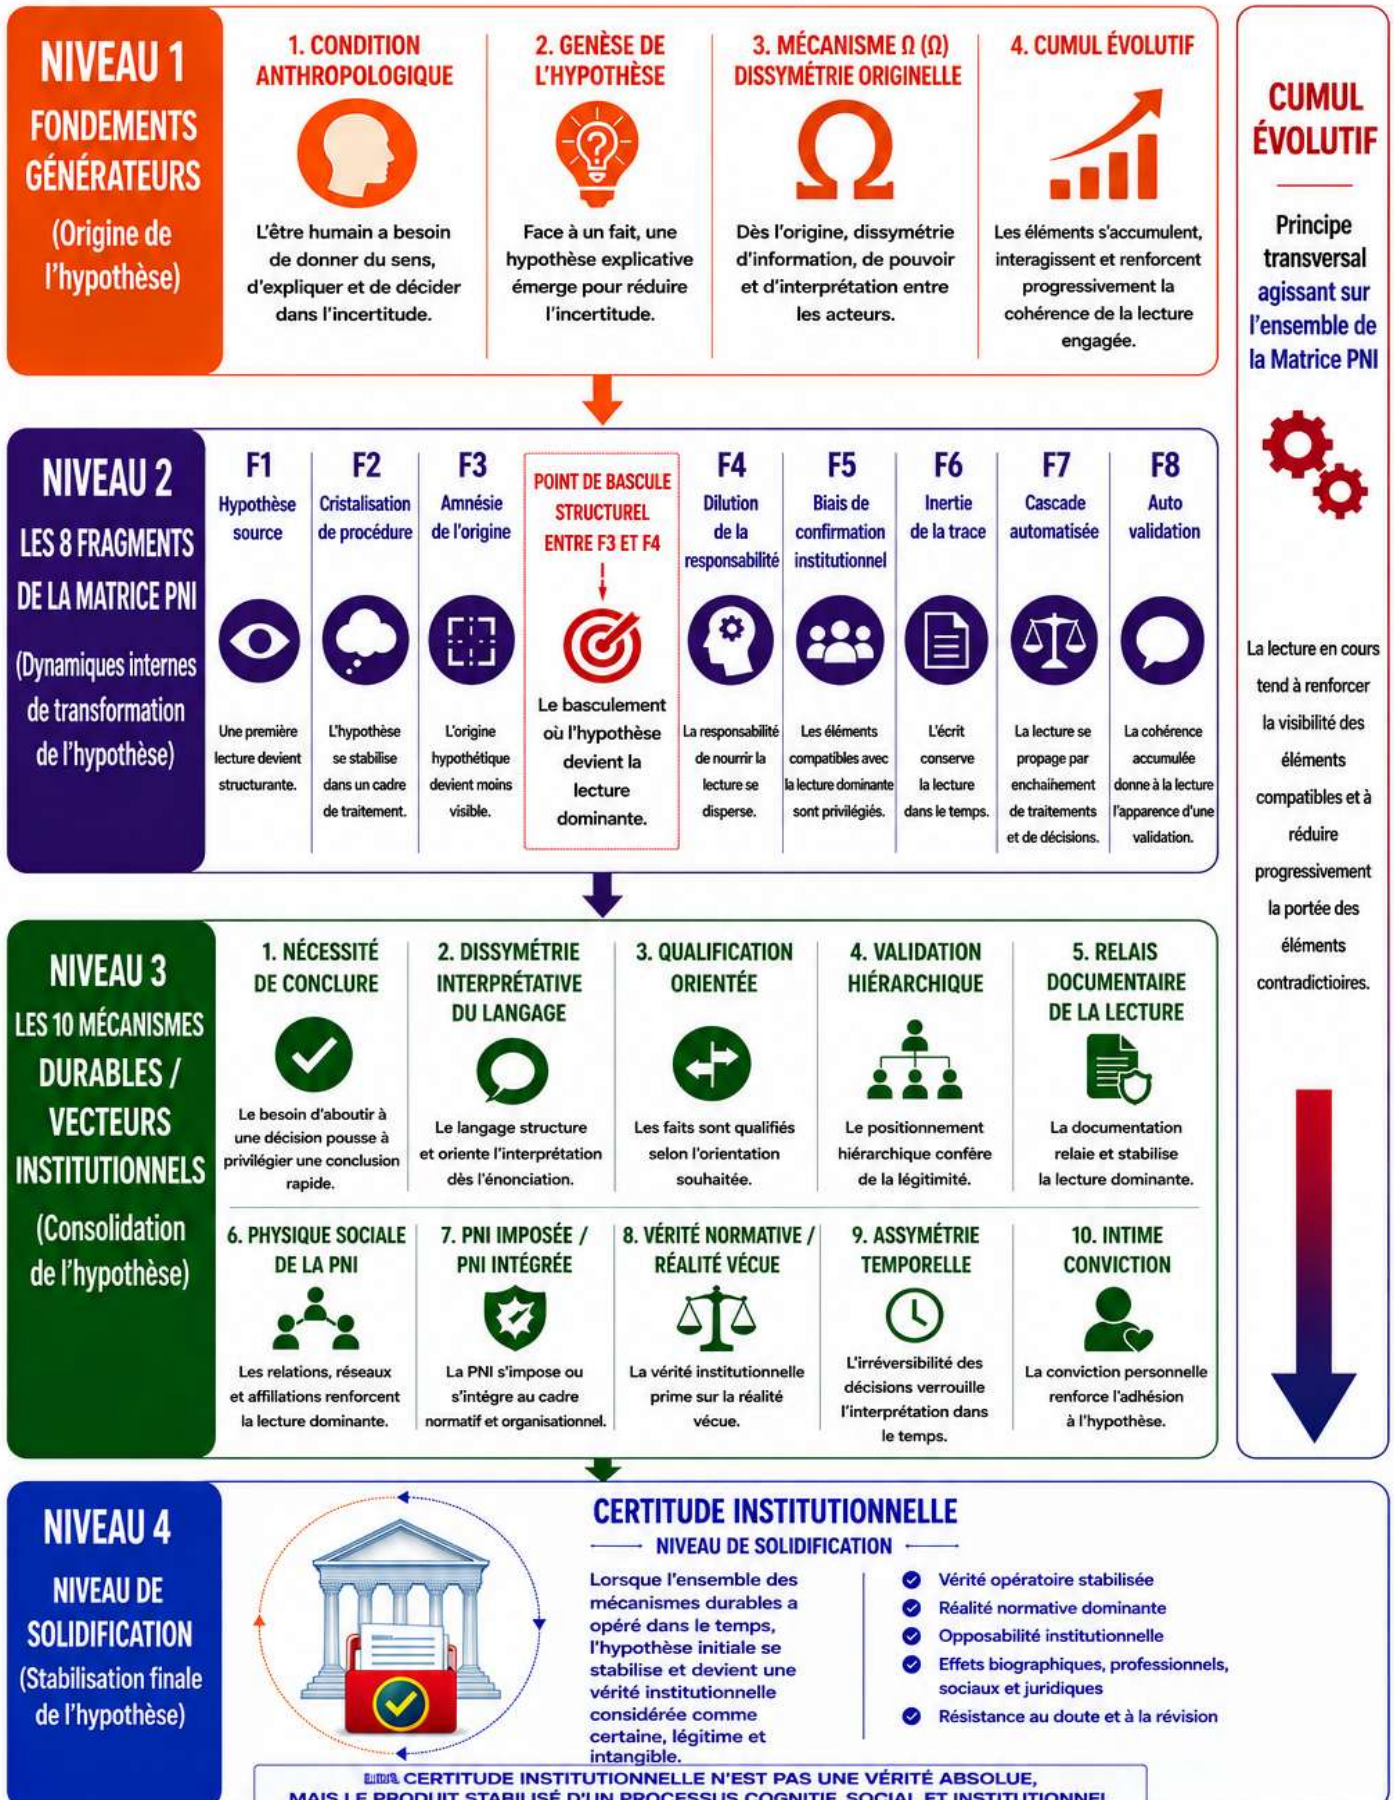 NIVEAU 1
FONDEMENTS
GÉNÉRATEURS
(Origine de
l'hypothèse)
1. CONDITION
ANTHROPOLOGIQUE
L'être humain a besoin
de donner du sens,
d'expliquer et de décider
dans l'incertitude.
2. GENÈSE DE
L'HYPOTHÈSE
Face à un fait, une
hypothèse explicative
émerge pour réduire
l'incertitude.
3. MÉCANISME Ω (Ω)
DISSYMÉTRIE ORIGINELLE
Dès l'origine, dissymétrie
d'information, de pouvoir
et d'interprétation entre
les acteurs.
4. CUMUL ÉVOLUTIF
Les éléments s'accumulent,
interagissent et renforcent
progressivement la
cohérence de la lecture
engagée.
CUMUL
ÉVOLUTIF
Principe
transversal
agissant sur
l'ensemble de
la Matrice PNI
La lecture en cours
tend à renforcer
la visibilité des
éléments
compatibles et à
réduire
progressivement
la portée des
éléments
contradictioires.
NIVEAU 2
LES 8 FRAGMENTS
DE LA MATRICE PNI
(Dynamiques internes
de transformation
de l'hypothèse)
F1
Hypothèse
source
Une première
lecture devient
structurante.
F2
Cristalisation
de procédure
L'hypothèse
se stabilise
dans un cadre
de traitement.
F3
Amnésie
de l'origine
L'origine
hypothétique
devient moins
visible.
POINT DE BASCULE
STRUCTUREL
ENTRE F3 ET F4
Le basculement
où l'hypothèse
devient la
lecture
dominante.
F4
Dilution
de la
responsabilité
La responsabilité
de nourrir la
lecture se
disperse.
F5
Biais de
confirmation
institutionnel
Les éléments
compatibles avec
la lecture dominante
sont privilégiés.
F6
Inertie
de la trace
L'écrit
conserve
la lecture
dans le temps.
F7
Cascade
automatisée
La lecture se
propage par
enchaînement
de traitements
et de décisions.
F8
Auto
validation
La cohérence
accumulée
donne à la lecture
l'apparence d'une
validation.
NIVEAU 3
LES 10 MÉCANISMES
DURABLES /
VECTEURS
INSTITUTIONNELS
(Consolidation
de l'hypothèse)
1. NÉCESSITÉ
DE CONCLURE
Le besoin d'aboutir à
une décision pousse à
privilégier une conclusion
rapide.
2. DISSYMÉTRIE
INTERPRÉTATIVE
DU LANGAGE
Le langage structure
et oriente l'interprétation
dès l'énonciation.
3. QUALIFICATION
ORIENTÉE
Les faits sont qualifiés
selon l'orientation
souhaitée.
4. VALIDATION
HIÉRARCHIQUE
Le positionnement
hiérarchique confère
de la légitimité.
5. RELAIS
DOCUMENTAIRE
DE LA LECTURE
La documentation
relaie et stabilise
la lecture dominante.
6. PHYSIQUE SOCIALE
DE LA PNI
Les relations, réseaux
et affillations renforcent
la lecture dominante.
7. PNI IMPOSÉE /
PNI INTÉGRÉE
La PNI s'impose ou
s'intègre au cadre
normatif et organisationnel.
8. VÉRITÉ NORMATIVE /
RÉALITÉ VÉCUE
La vérité institutionnelle
prime sur la réalité
vécue.
9. ASSYMÉTRIE
TEMPORELLE
L'irréversibilité des
décisions verrouille
l'interprétation dans
le temps.
10. INTIME
CONVICTION
La conviction personnelle
renforce l'adhésion
à l'hypothèse.
NIVEAU 4
NIVEAU DE
SOLIDIFICATION
(Stabilisation finale
de l'hypothèse)
CERTITUDE INSTITUTIONNELLE
NIVEAU DE SOLIDIFICATION
Lorsque l'ensemble des
mécanismes durables a
opéré dans le temps,
l'hypothèse initiale se
stabilise et devient une
vérité institutionnelle
considérée comme
certaine, légitime et
intangible.
Vérité opératoire stabilisée
Réalité normative dominante
Opposabilité institutionnelle
Effets biographiques, professionnels,
sociaux et juridiques
Résistance au doute et à la révision
CERTITUDE INSTITUTIONNELLE N'EST PAS UNE VÉRITÉ ABSOLUE,
MAIS LE PRODUIT STABILISÉ D'UN PROCESSUS COGNITIF, SOCIAL ET INSTITUTIONNEL